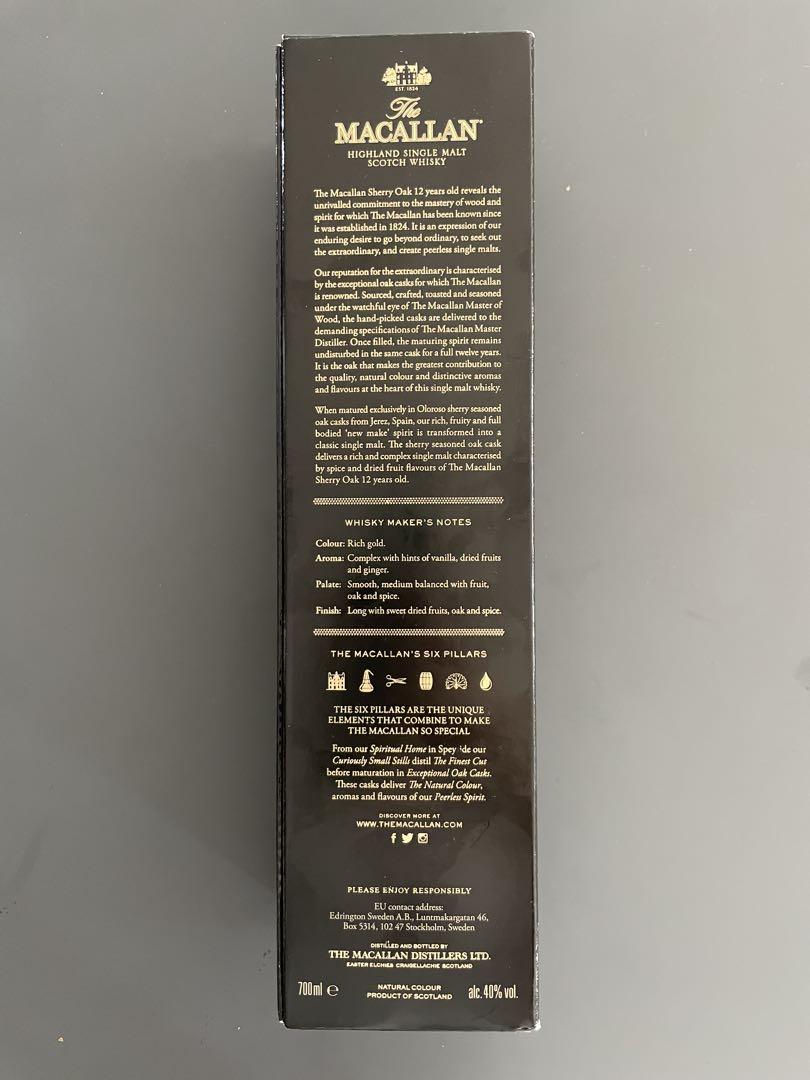 EST. 1824
The
MACALLAN
HIGHLAND SINGLE MALT
SCOTCH WHISKY
The Macallan Sherry Oak 12 years old reveals the
unrivalled commitment to the mastery of wood and
spirit for which The Macallan has been known since
it was established in 1824. It is an expression of our
enduring desire to go beyond ordinary, to seek out
the extraordinary, and create peerless single malts.
Our reputation for the extraordinary is characterised
by the exceptional oak casks for which The Macallan
is renowned. Sourced, crafted, toasted and seasoned
under the watchful eye of The Macallan Master of
Wood, the hand-picked casks are delivered to the
demanding specifications of The Macallan Master
Distiller. Once filled, the maturing spirit remains
undisturbed in the same cask for a full twelve years.
It is the oak that makes the greatest contribution to
the quality, natural colour and distinctive aromas
and flavours at the heart of this single malt whisky.
When matured exclusively in Oloroso sherry seasoned
oak casks from Jerez, Spain, our rich, fruity and full
bodied 'new make' spirit is transformed into a
classic single malt. The sherry seasoned oak cask
delivers a rich and complex single malt characterised
by spice and dried fruit flavours of The Macallan
Sherry Oak 12 years old.
WHISKY MAKER'S NOTES
Colour: Rich gold.
Aroma: Complex with hints of vanilla, dried fruits
and ginger.
Palate: Smooth, medium balanced with fruit,
oak and spice.
Finish: Long with sweet dried fruits, oak and spice.
THE MACALLAN'S SIX PILLARS
THE SIX PILLARS ARE THE UNIQUE
ELEMENTS THAT COMBINE TO MAKE
THE MACALLAN SO SPECIAL
From our Spiritual Home in Spey de our
Curiously Small Stills distil The Finest Cut
before maturation in Exceptional Oak Casks.
These casks deliver The Natural Colour,
aromas and flavours of our Peerless Spirit.
DISCOVER MORE AT
WWW.THEMACALLAN.COM
PLEASE ENJOY RESPONSIBLY
EU contact address:
Edrington Sweden A.B., Luntmakargatan 46,
Box 5314, 102 47 Stockholm, Sweden
DISTILLED AND BOTTLED BY
THE MACALLAN DISTILLERS LTD.
EASTER ELCHIES CRAIGELLACHIE SCOTLAND
700ml ℮
NATURAL COLOUR
PRODUCT OF SCOTLAND
alc. 40% vol.